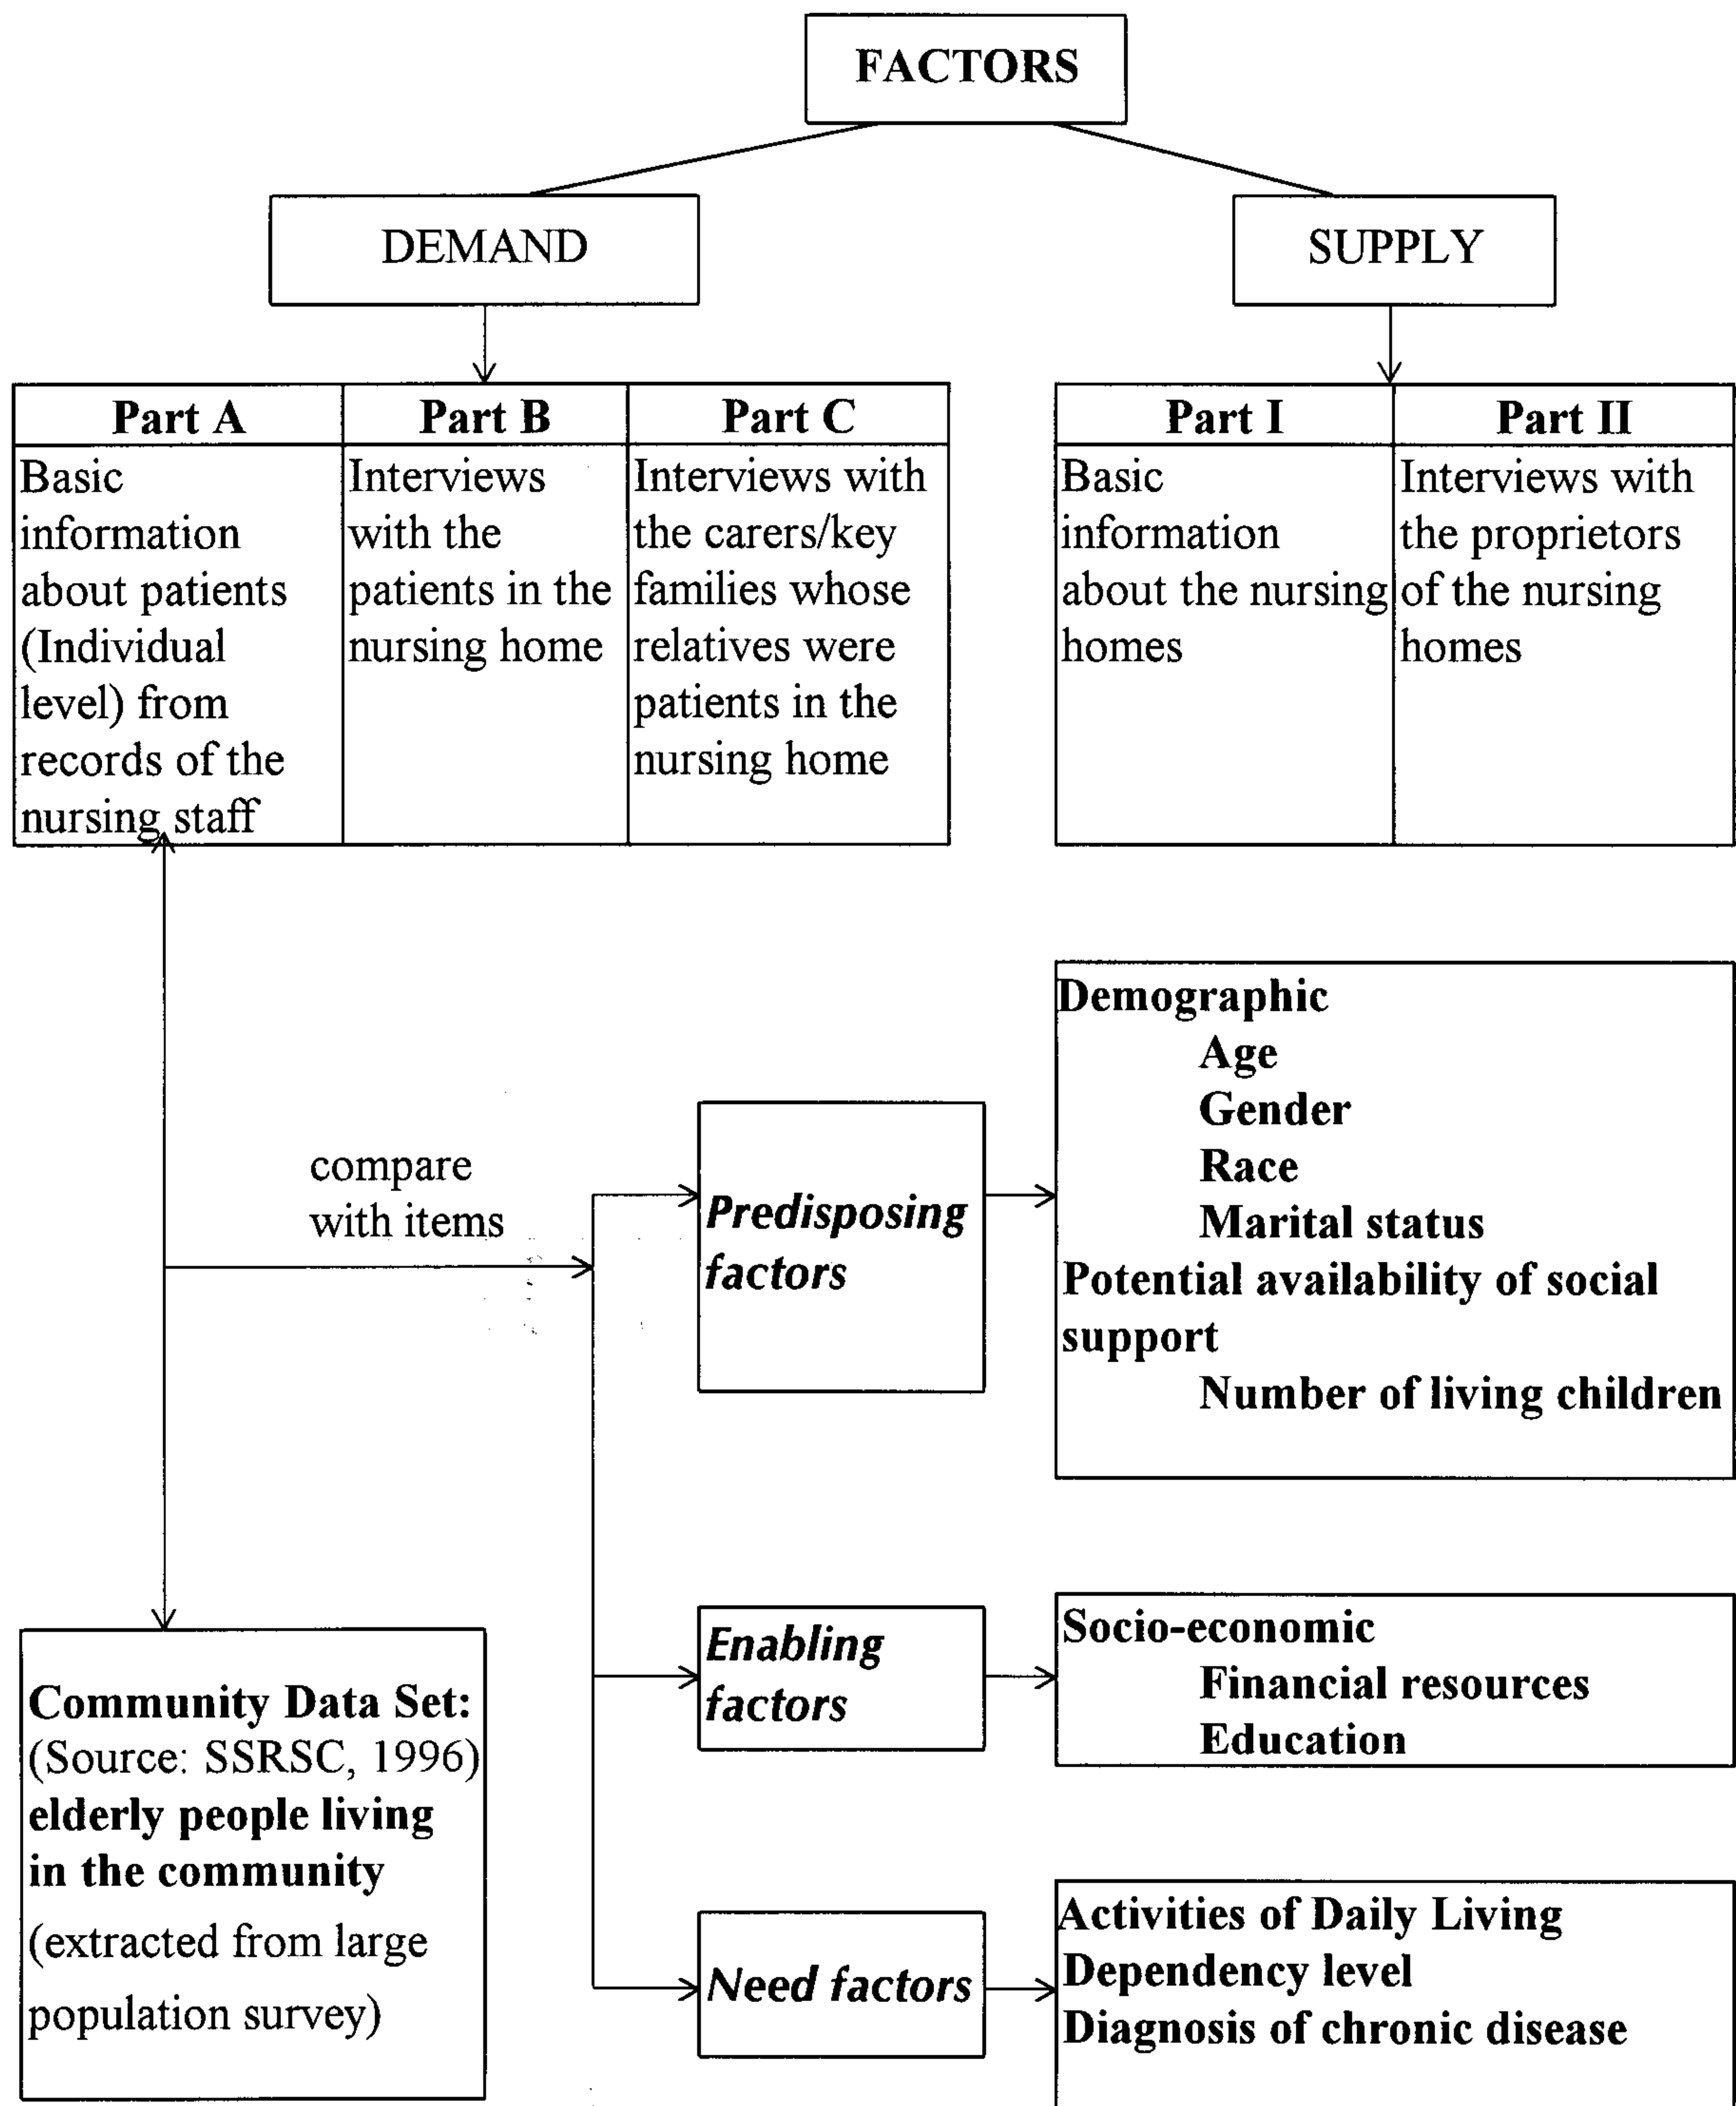 FACTORS
DEMAND
SUPPLY
Part A
Basic
information
about patients
(Individual
level) from
records of the
nursing staff
Part B
Interviews
with the
patients in the
nursing home
Part C
Interviews with
the carers/key
families whose
relatives were
patients in the
nursing home
Part I
Basic
information
about the nursing
homes
Part II
Interviews with
the proprietors
of the nursing
homes
compare
with items
Predisposing
factors
Demographic
Age
Gender
Race
Marital status
Potential availability of social
support
Number of living children
Enabling
factors
Socio-economic
Financial resources
Education
Need factors
Activities of Daily Living
Dependency level
Diagnosis of chronic disease
Community Data Set:
(Source: SSRSC, 1996)
elderly people living
in the community
(extracted from large
population survey)